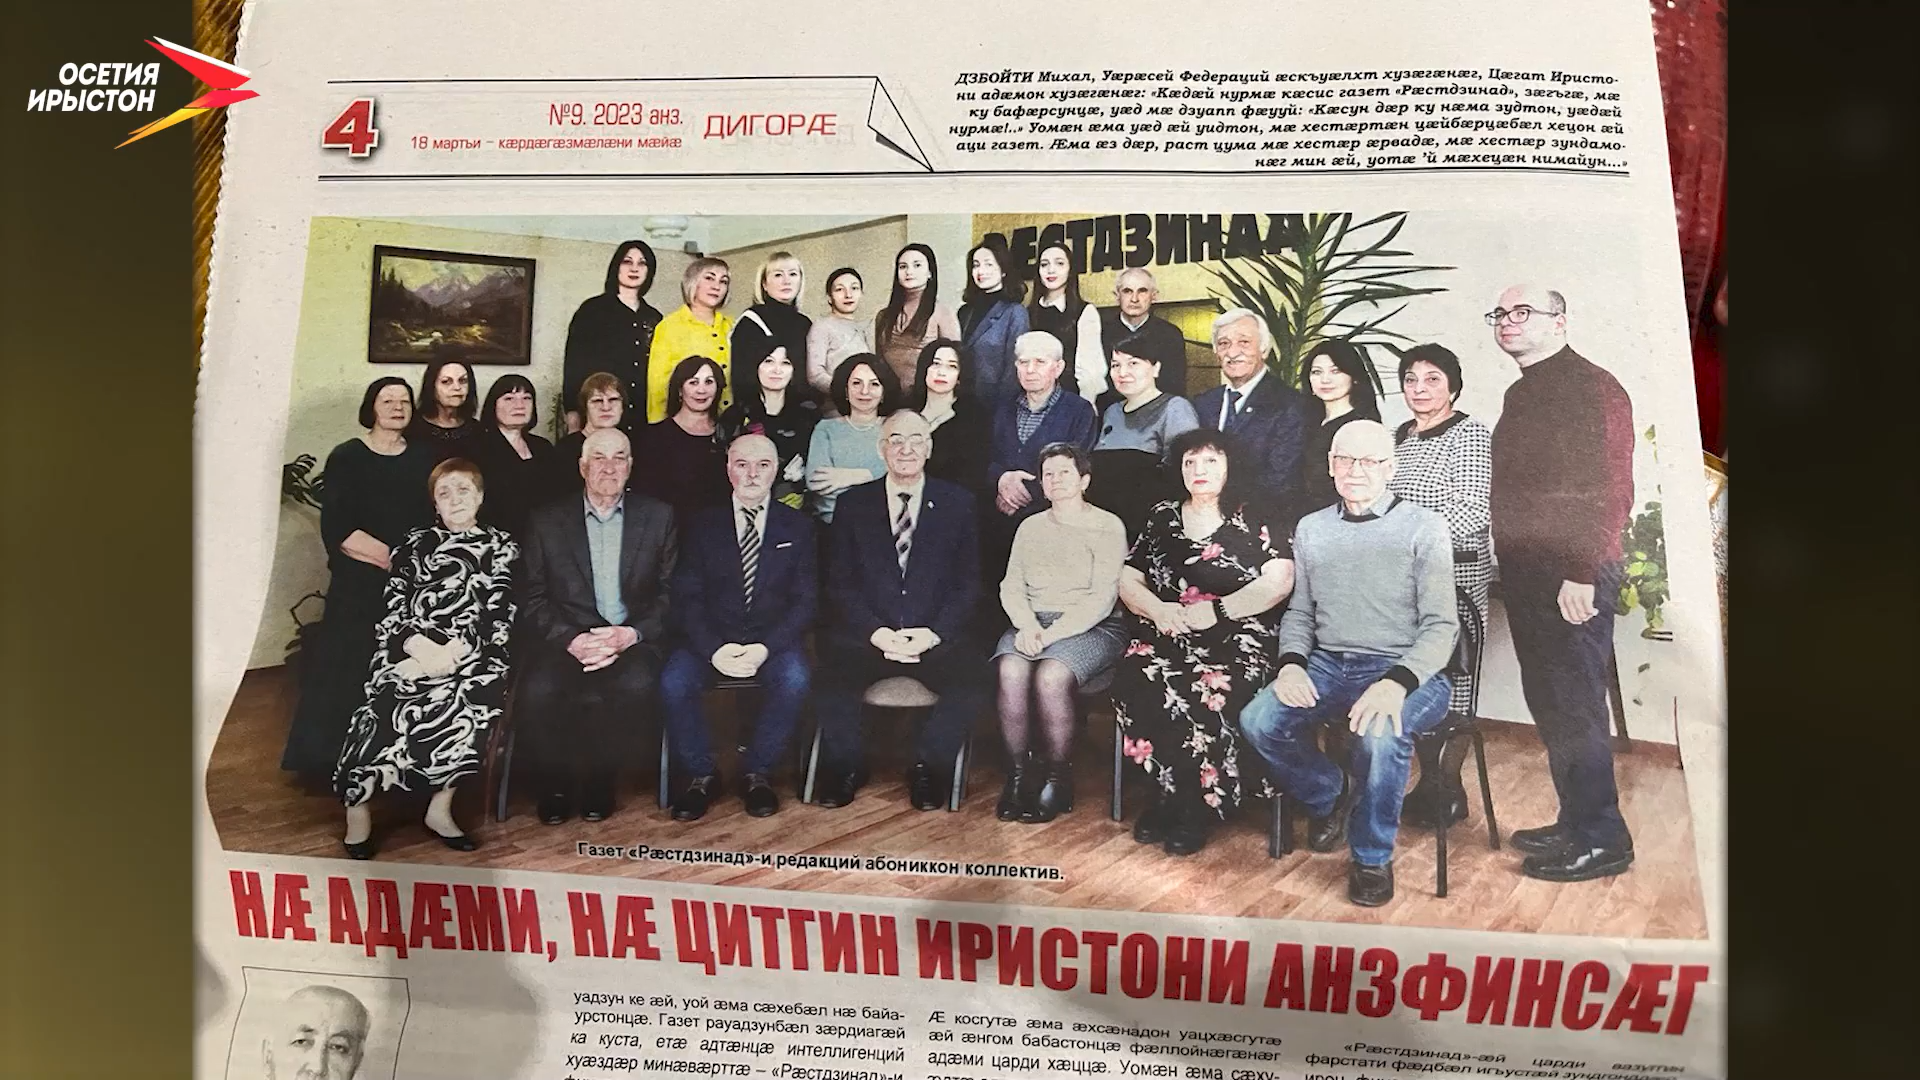 ОСЕТИЯ
ИРЫСТОН
4
№9. 2023 анз.
18 мартьи – кæрдæгæзмæлæни мæйæ
ДИГОРÆ
ДЗБОЙТИ Михал, Уæрæсей Федераций æскъуæлхт хузæгæнæг, Цæгат Иристо-
ни адæмон хузæгæнæг: «Кæдæй нурмæ кæсис газет «Рæстдзинад», зæгъгæ, мæ
ку бафæрсунцæ, уæд мæ дзуапп фæууй: «Кæсун дæр ку нæма зудтон, уæдæй
нурмæ!..» Уомæн æма уæд æй уидтон, мæ хестæртæн цæйбæрцæбæл хецон æй
аци газет. Æма æз дæр, раст цума мæ хестæр æрвадæ, мæ хестæр зундамо-
нæг мин æй, уотæ ’й мæхецæн нимайун...»
РÆСТДЗИНАД
Газет «Рæстдзинад»-и редакций абониккон коллектив.
НÆ АДÆМИ, НÆ ЦИТГИН ИРИСТОНИ АНЗФИНСÆГ
уадзун ке æй, уой æма сæхебæл нæ байа-
урстонцæ. Газет рауадзунбæл зæрдиагæй
ка куста, етæ адтæнцæ интеллигенций
хуæздæр минæвæрттæ – «Рæстдзинад»-и
Æ косгутæ æма æхсæнадон уацхæсгутæ
æй æнгом бабастонцæ фæллойнæгæнæг
адæми царди хæццæ. Уомæн æма сæху-
«Рæстдзинад»-æй царди вазугтин
фарстати фæдбæл игъустæй